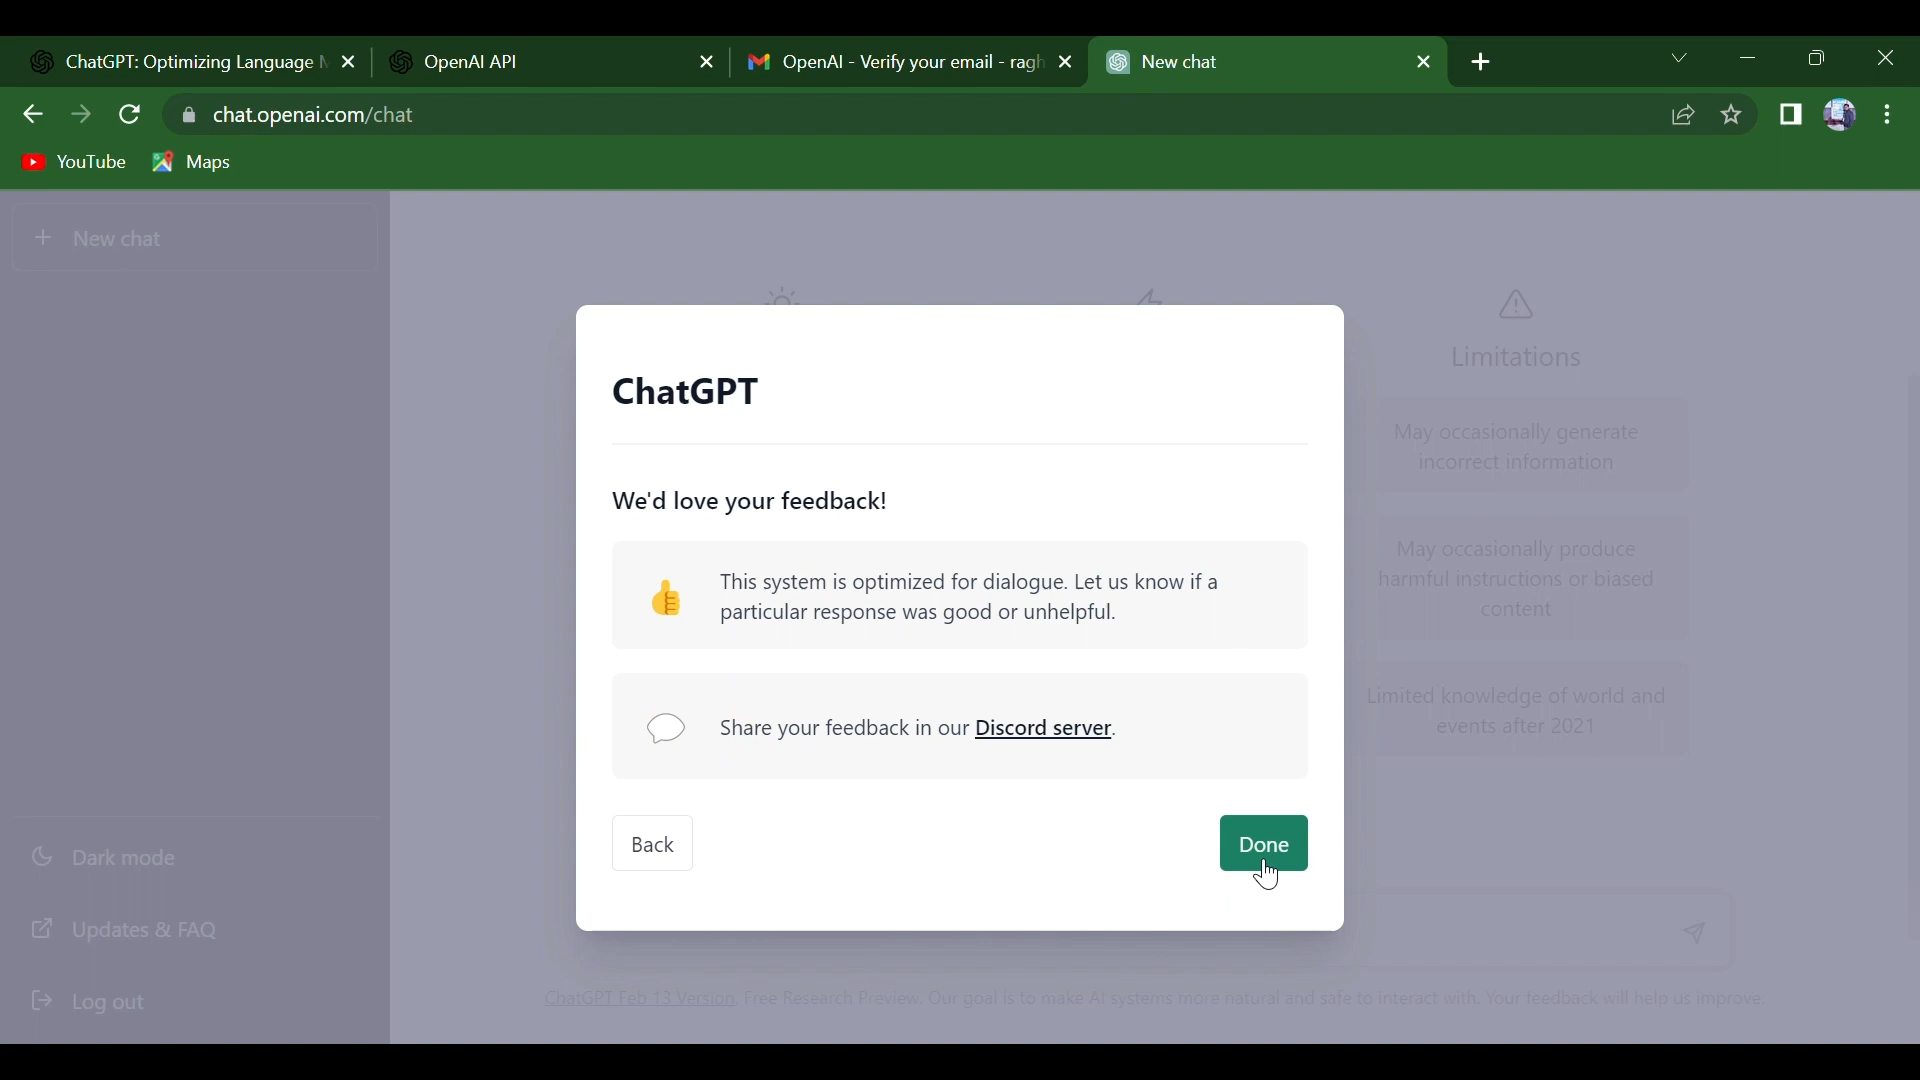 ChatGPT: Optimizing Language
OpenAI API
OpenAI - Verify your email - ragh
New chat
chat.openai.com/chat
YouTube
Maps
New chat
Limitations
May occasionally generate
incorrect information
May occasionally produce
harmful instructions or biased
content
Limited knowledge of world and
events after 2021
ChatGPT
We'd love your feedback!
This system is optimized for dialogue. Let us know if a
particular response was good or unhelpful.
Share your feedback in our Discord server.
Back
Done
Dark mode
Updates & FAQ
Log out
ChatGPT Feb 13 Version. Free Research Preview. Our goal is to make AI systems more natural and safe to interact with. Your feedback will help us improve.